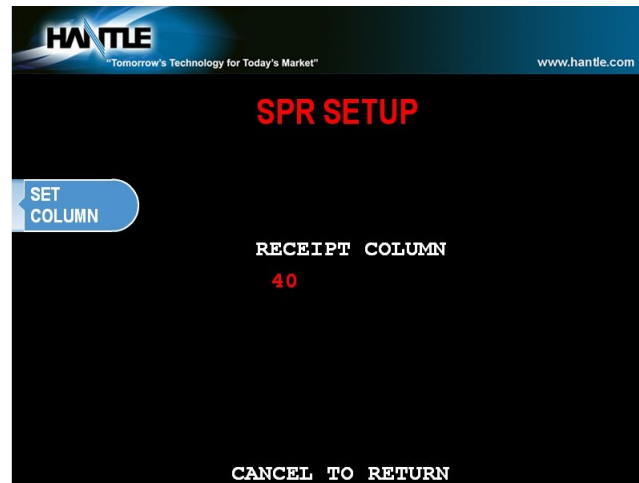 HANTLE
"Tomorrow's Technology for Today's Market"
www.hantle.com
SPR SETUP
SET
COLUMN
RECEIPT COLUMN
40
CANCEL TO RETURN